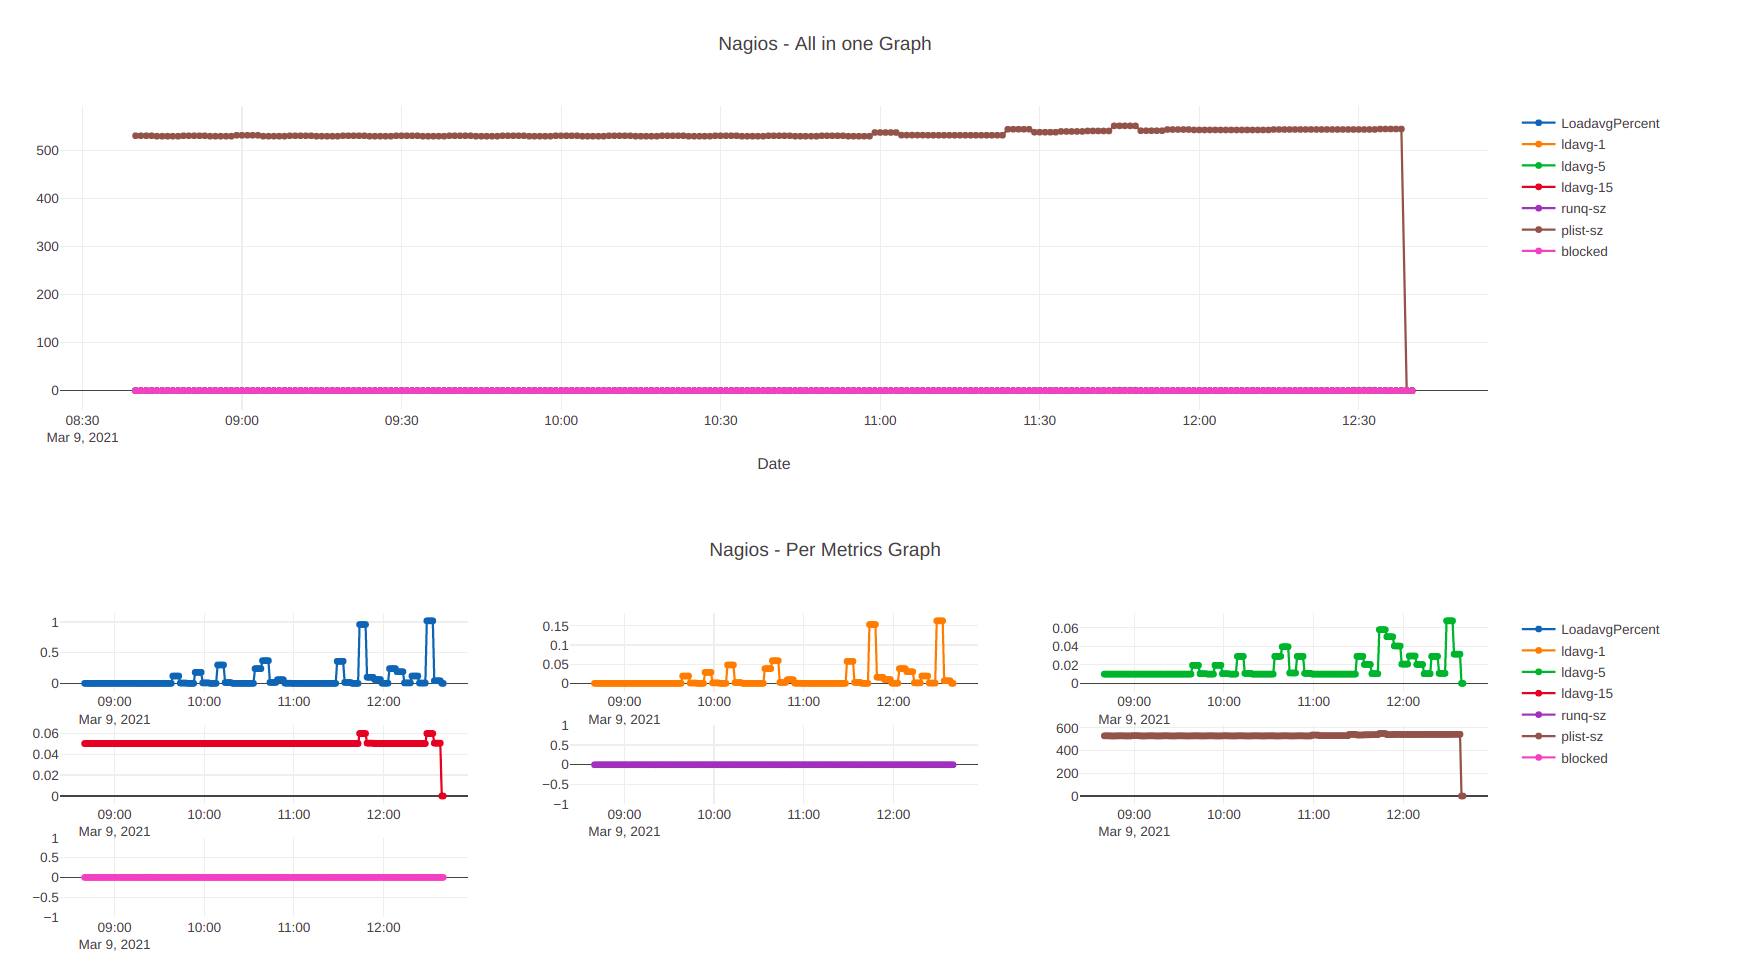 Nagios - All in one Graph
500
400
300
200
100
0
08:30 09:00 09:30 10:00 10:30 11:00 11:30 12:00 12:30
Mar 9, 2021
Date
LoadavgPercent
ldavg-1
ldavg-5
ldavg-15
runq-sz
plist-sz
blocked
Nagios - Per Metrics Graph
1
0.5
0
09:00 10:00 11:00 12:00
Mar 9, 2021
0.15
0.1
0.05
0
09:00 10:00 11:00 12:00
Mar 9, 2021
0.06
0.04
0.02
0
09:00 10:00 11:00 12:00
Mar 9, 2021
LoadavgPercent
ldavg-1
ldavg-5
ldavg-15
runq-sz
plist-sz
blocked
0.06
0.04
0.02
0
09:00 10:00 11:00 12:00
Mar 9, 2021
1
0.5
0
−0.5
−1
09:00 10:00 11:00 12:00
Mar 9, 2021
600
400
200
0
09:00 10:00 11:00 12:00
Mar 9, 2021
1
0.5
0
−0.5
−1
09:00 10:00 11:00 12:00
Mar 9, 2021